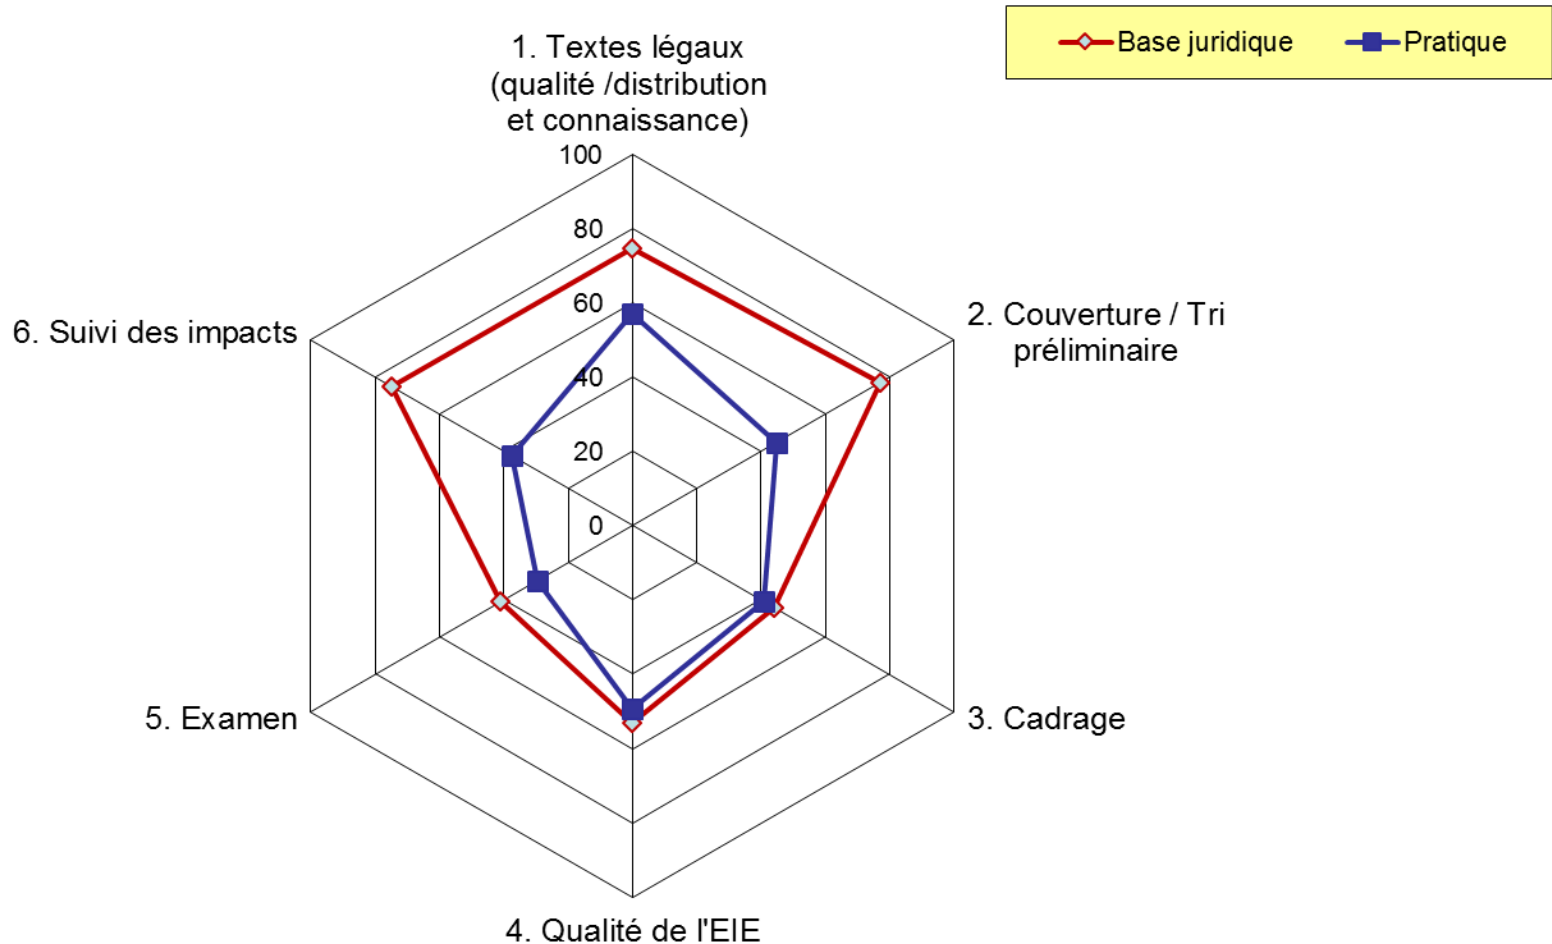 Base juridique
Pratique
1. Textes légaux
(qualité /distribution
et connaissance)
100
80
60
40
20
0
2. Couverture / Tri
préliminaire
3. Cadrage
4. Qualité de l'EIE
5. Examen
6. Suivi des impacts